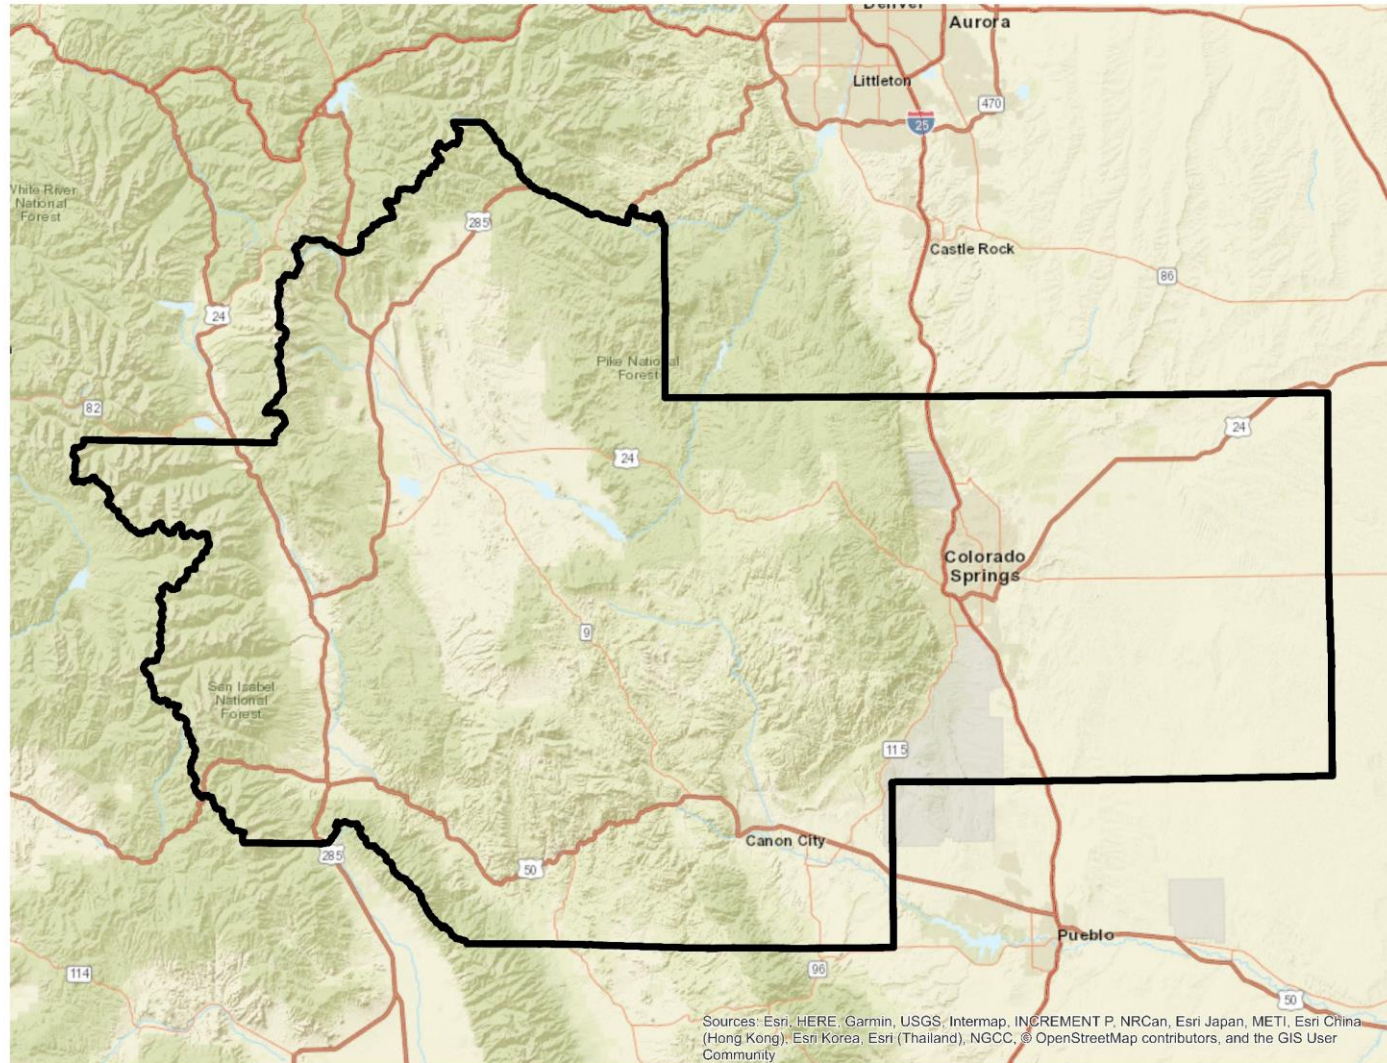 Denver
Aurora
Littleton
470
25
White River
National
Forest
285
Castle Rock
86
24
Pike National
Forest
82
24
24
Colorado
Springs
9
San Isabel
National
Forest
115
Canon City
285
50
Pueblo
96
114
50
Sources: Esri, HERE, Garmin, USGS, Intermap, INCREMENT P, NRCan, Esri Japan, METI, Esri China
(Hong Kong), Esri Korea, Esri (Thailand), NGCC, © OpenStreetMap contributors, and the GIS User
Community